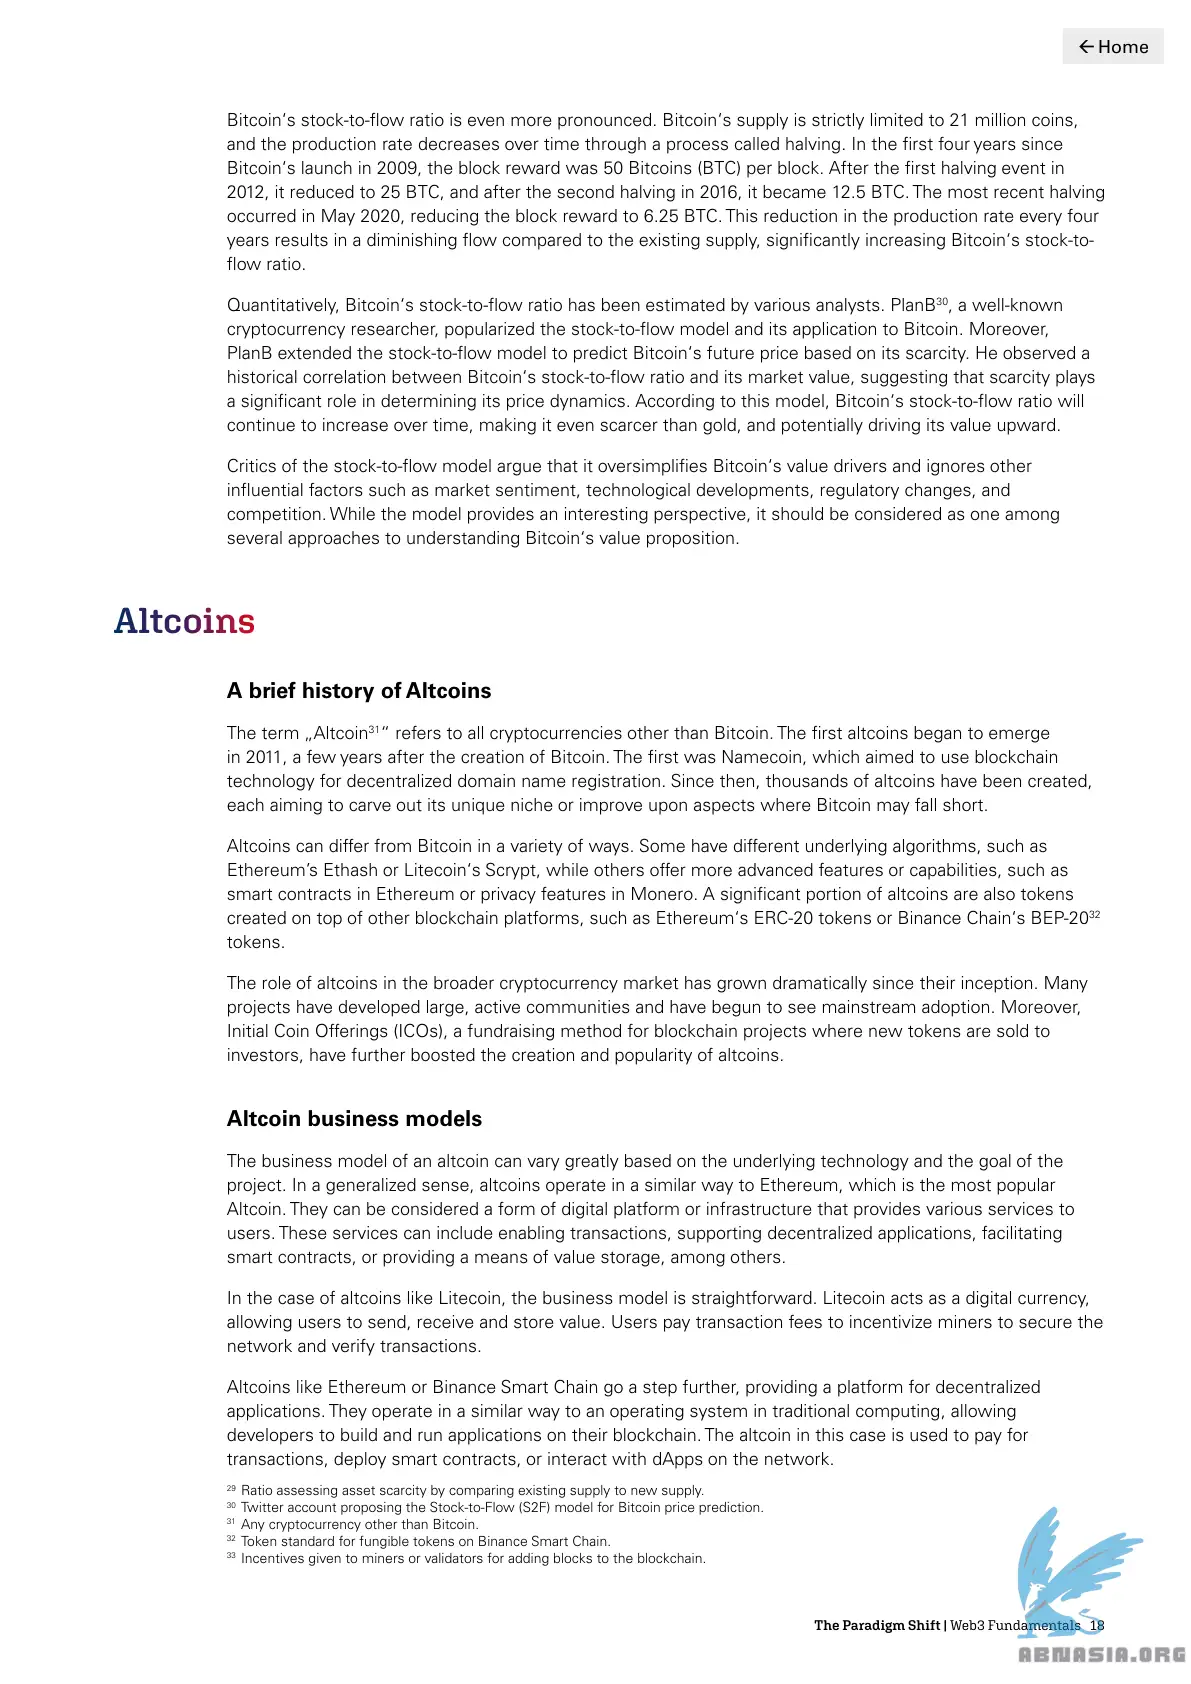 ← Home
Bitcoin‘s stock-to-flow ratio is even more pronounced. Bitcoin‘s supply is strictly limited to 21 million coins,
and the production rate decreases over time through a process called halving. In the first four years since
Bitcoin‘s launch in 2009, the block reward was 50 Bitcoins (BTC) per block. After the first halving event in
2012, it reduced to 25 BTC, and after the second halving in 2016, it became 12.5 BTC. The most recent halving
occurred in May 2020, reducing the block reward to 6.25 BTC. This reduction in the production rate every four
years results in a diminishing flow compared to the existing supply, significantly increasing Bitcoin‘s stock-to-
flow ratio.
Quantitatively, Bitcoin‘s stock-to-flow ratio has been estimated by various analysts. PlanB³⁰, a well-known
cryptocurrency researcher, popularized the stock-to-flow model and its application to Bitcoin. Moreover,
PlanB extended the stock-to-flow model to predict Bitcoin‘s future price based on its scarcity. He observed a
historical correlation between Bitcoin‘s stock-to-flow ratio and its market value, suggesting that scarcity plays
a significant role in determining its price dynamics. According to this model, Bitcoin‘s stock-to-flow ratio will
continue to increase over time, making it even scarcer than gold, and potentially driving its value upward.
Critics of the stock-to-flow model argue that it oversimplifies Bitcoin‘s value drivers and ignores other
influential factors such as market sentiment, technological developments, regulatory changes, and
competition. While the model provides an interesting perspective, it should be considered as one among
several approaches to understanding Bitcoin‘s value proposition.
Altcoins
A brief history of Altcoins
The term „Altcoin³¹“ refers to all cryptocurrencies other than Bitcoin. The first altcoins began to emerge
in 2011, a few years after the creation of Bitcoin. The first was Namecoin, which aimed to use blockchain
technology for decentralized domain name registration. Since then, thousands of altcoins have been created,
each aiming to carve out its unique niche or improve upon aspects where Bitcoin may fall short.
Altcoins can differ from Bitcoin in a variety of ways. Some have different underlying algorithms, such as
Ethereum’s Ethash or Litecoin‘s Scrypt, while others offer more advanced features or capabilities, such as
smart contracts in Ethereum or privacy features in Monero. A significant portion of altcoins are also tokens
created on top of other blockchain platforms, such as Ethereum‘s ERC-20 tokens or Binance Chain‘s BEP-20³²
tokens.
The role of altcoins in the broader cryptocurrency market has grown dramatically since their inception. Many
projects have developed large, active communities and have begun to see mainstream adoption. Moreover,
Initial Coin Offerings (ICOs), a fundraising method for blockchain projects where new tokens are sold to
investors, have further boosted the creation and popularity of altcoins.
Altcoin business models
The business model of an altcoin can vary greatly based on the underlying technology and the goal of the
project. In a generalized sense, altcoins operate in a similar way to Ethereum, which is the most popular
Altcoin. They can be considered a form of digital platform or infrastructure that provides various services to
users. These services can include enabling transactions, supporting decentralized applications, facilitating
smart contracts, or providing a means of value storage, among others.
In the case of altcoins like Litecoin, the business model is straightforward. Litecoin acts as a digital currency,
allowing users to send, receive and store value. Users pay transaction fees to incentivize miners to secure the
network and verify transactions.
Altcoins like Ethereum or Binance Smart Chain go a step further, providing a platform for decentralized
applications. They operate in a similar way to an operating system in traditional computing, allowing
developers to build and run applications on their blockchain. The altcoin in this case is used to pay for
transactions, deploy smart contracts, or interact with dApps on the network.
²⁹ Ratio assessing asset scarcity by comparing existing supply to new supply.
³⁰ Twitter account proposing the Stock-to-Flow (S2F) model for Bitcoin price prediction.
³¹ Any cryptocurrency other than Bitcoin.
³² Token standard for fungible tokens on Binance Smart Chain.
³³ Incentives given to miners or validators for adding blocks to the blockchain.
The Paradigm Shift | Web3 Fundamentals 18
ABNASIA.ORG